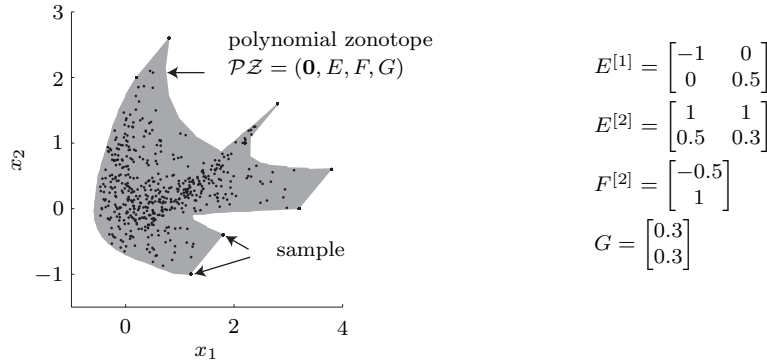 3
2
1
0
−1
x₂
0
2
4
x₁
polynomial zonotope
𝒫𝒵 = (𝟎, E, F, G)
sample
E^[1] = [−1 0
0 0.5]
E^[2] = [1 1
0.5 0.3]
F^[2] = [−0.5
1]
G = [0.3
0.3]